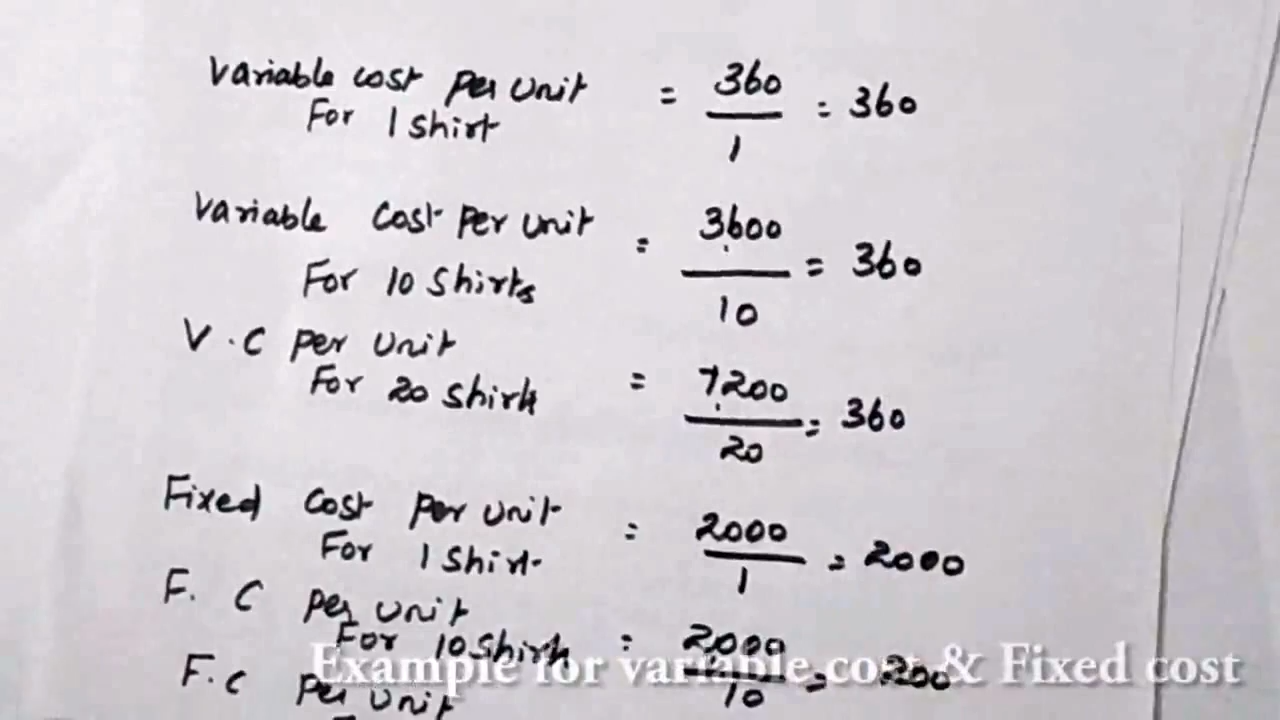 Variable cost per unit = 360/1 = 360
For 1 shirt
Variable cost per unit = 3600/10 = 360
For 10 Shirts
V.C per unit
For 20 shirts = 7200/20 = 360
Fixed cost per unit = 2000/1 = 2000
For 1 shirt
F. C per unit
For 10 shirts = 2000/10 = 200
Example for variable cost & Fixed cost
F.C per unit